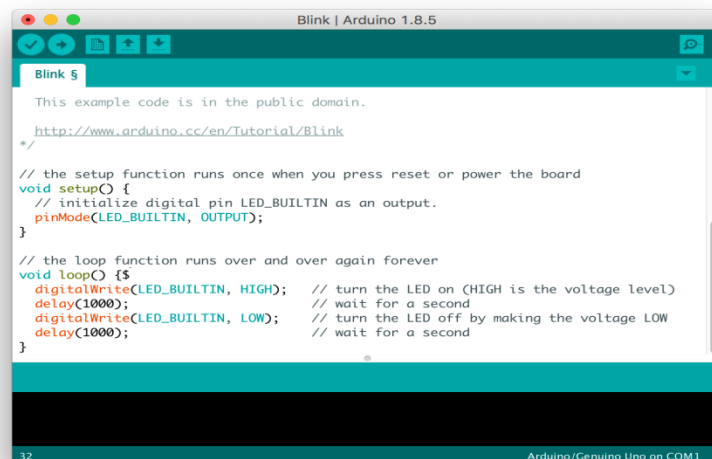 Blink | Arduino 1.8.5
Blink §
This example code is in the public domain.
http://www.arduino.cc/en/Tutorial/Blink
*/
// the setup function runs once when you press reset or power the board
void setup() {
// initialize digital pin LED_BUILTIN as an output.
pinMode(LED_BUILTIN, OUTPUT);
}
// the loop function runs over and over again forever
void loop() {$
digitalWrite(LED_BUILTIN, HIGH);   // turn the LED on (HIGH is the voltage level)
delay(1000);                       // wait for a second
digitalWrite(LED_BUILTIN, LOW);    // turn the LED off by making the voltage LOW
delay(1000);                       // wait for a second
}
32 Arduino/Genuino Uno on COM1